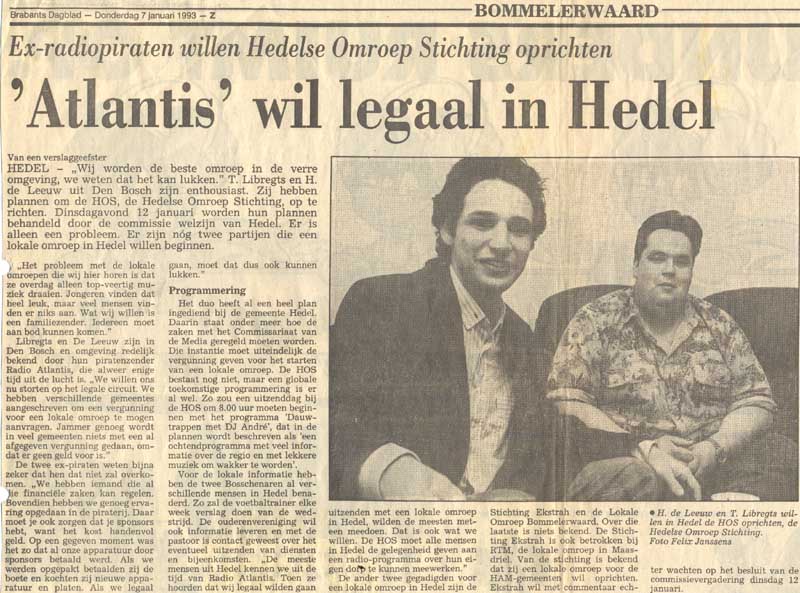 Brabants Dagblad — Donderdag 7 januari 1993 — z
BOMMELERWAARD
Ex-radiopiraten willen Hedelse Omroep Stichting oprichten
'Atlantis' wil legaal in Hedel
Van een verslaggeefster
HEDEL – „Wij worden de beste omroep in de verre
omgeving, we weten dat het kan lukken.” T. Libregts en H.
de Leeuw uit Den Bosch zijn enthousiast. Zij hebben
plannen om de HOS, de Hedelse Omroep Stichting, op te
richten. Dinsdagavond 12 januari worden hun plannen
behandeld door de commissie welzijn van Hedel. Er is
alleen een probleem. Er zijn nóg twee partijen die een
lokale omroep in Hedel willen beginnen.
„Het probleem met de lokale
omroepen die wij hier horen is dat
ze overdag alleen top-veertig mu-
ziek draaien. Jongeren vinden dat
heel leuk, maar veel mensen vinden
er niks aan. Wat wij willen is
een familiezender. Iedereen moet
aan bod kunnen komen.”
Libregts en De Leeuw zijn in
Den Bosch en omgeving redelijk
bekend door hun piratenzender
Radio Atlantis, die alweer enige
tijd uit de lucht is. „We willen ons
nu storten op het legale circuit. We
hebben verschillende gemeentes
aangeschreven om een vergunning
voor een lokale omroep te mogen
aanvragen. Jammer genoeg wordt
in veel gemeenten niets met een al
afgegeven vergunning gedaan, om-
dat er geen geld voor is.”
De twee ex-piraten weten bijna
zeker dat hen dat niet zal overko-
men. „We hebben iemand die al
die financiële zaken kan regelen.
Bovendien hebben we genoeg erva-
ring opgedaan in de piraterij. Daar
moet je ook zorgen dat je sponsors
hebt, want het kost handenvol
geld. Op een gegeven moment was
het zo dat al onze apparatuur door
sponsors betaald werd. Als we
werden opgepakt betaalden zij de
boete en kochten zij nieuwe appa-
ratuur en platen. Als we legaal
gaan, moet dat dus ook kunnen
lukken.”
Programmering
Het duo heeft al een heel plan
ingediend bij de gemeente Hedel.
Daarin staat onder meer hoe de
zaken met het Commissariaat van
de Media geregeld moeten worden.
Die instantie moet uiteindelijk de
vergunning geven voor het starten
van een lokale omroep. De HOS
bestaat nog niet, maar een globale
toekomstige programmering is er
al wel. Zo zou een uitzenddag bij
de HOS om 8.00 uur moeten begin-
nen met het programma 'Dauw-
trappen met DJ André', dat in de
plannen wordt beschreven als 'een
ochtendprogramma met veel infor-
matie over de regio en met lekkere
muziek om wakker te worden'.
Voor de lokale informatie heb-
ben de twee Bosschenaren al ver-
schillende mensen in Hedel bena-
derd. Zo zal de voetbaltrainer elke
week verslag doen van de wed-
strijd. De ouderenvereniging wil
ook informatie leveren en met de
pastoor is contact geweest over het
eventueel uitzenden van diensten
en bijeenkomsten. „De meeste
mensen uit Hedel kennen we uit de
tijd van Radio Atlantis. Toen ze
hoorden dat wij legaal wilden gaan
uitzenden met een lokale omroep
in Hedel, wilden de meesten met-
een meedoen. Dat is ook wat we
willen. De HOS moet alle mensen
in Hedel de gelegenheid geven aan
een radio-programma over hun ei-
gen dorp te kunnen meewerken.”
De ander twee gegadigden voor
een lokale omroep in Hedel zijn de
Stichting Ekstrah en de Lokale
Omroep Bommelerwaard. Over die
laatste is niets bekend. De Stich-
ting Ekstrah is ook betrokken bij
RTM, de lokale omroep in Maas-
driel. Van de stichting is bekend
dat zij een lokale omroep voor de
HAM-gemeenten wil oprichten.
Ekstrah wil met commentaar ech-
● H. de Leeuw en T. Libregts wil-
len in Hedel de HOS oprichten, de
Hedelse Omroep Stichting.
Foto Felix Janssens
ter wachten op het besluit van de
commissievergadering dinsdag 12
januari.